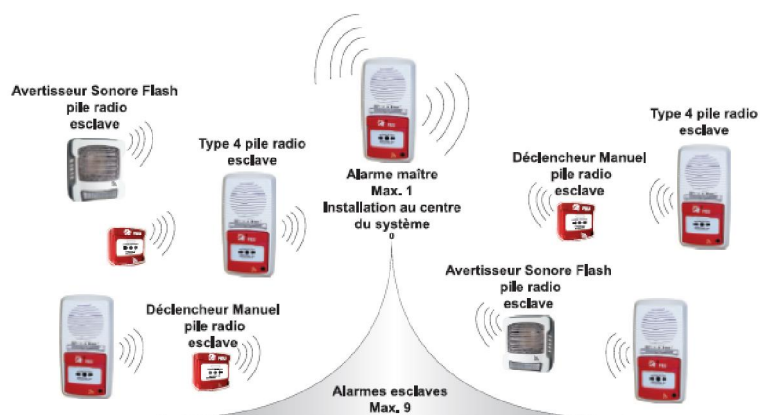 Avertisseur Sonore Flash
pile radio
esclave
Type 4 pile radio
esclave
Alarme maître
Max. 1
Installation au centre
du système
Déclencheur Manuel
pile radio
esclave
Type 4 pile radio
esclave
Déclencheur Manuel
pile radio
esclave
Avertisseur Sonore Flash
pile radio
esclave
Alarmes esclaves
Max. 9